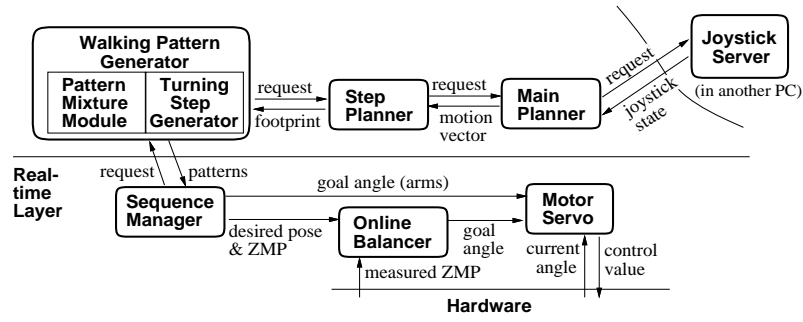 Walking Pattern
Generator
Pattern
Mixture
Module
Turning
Step
Generator
request
footprint
Step
Planner
request
motion
vector
Main
Planner
request
joystick
state
Joystick
Server
(in another PC)
Real-
time
Layer
request
patterns
Sequence
Manager
goal angle (arms)
desired pose
& ZMP
Online
Balancer
goal
angle
Motor
Servo
measured ZMP
current
angle
control
value
Hardware